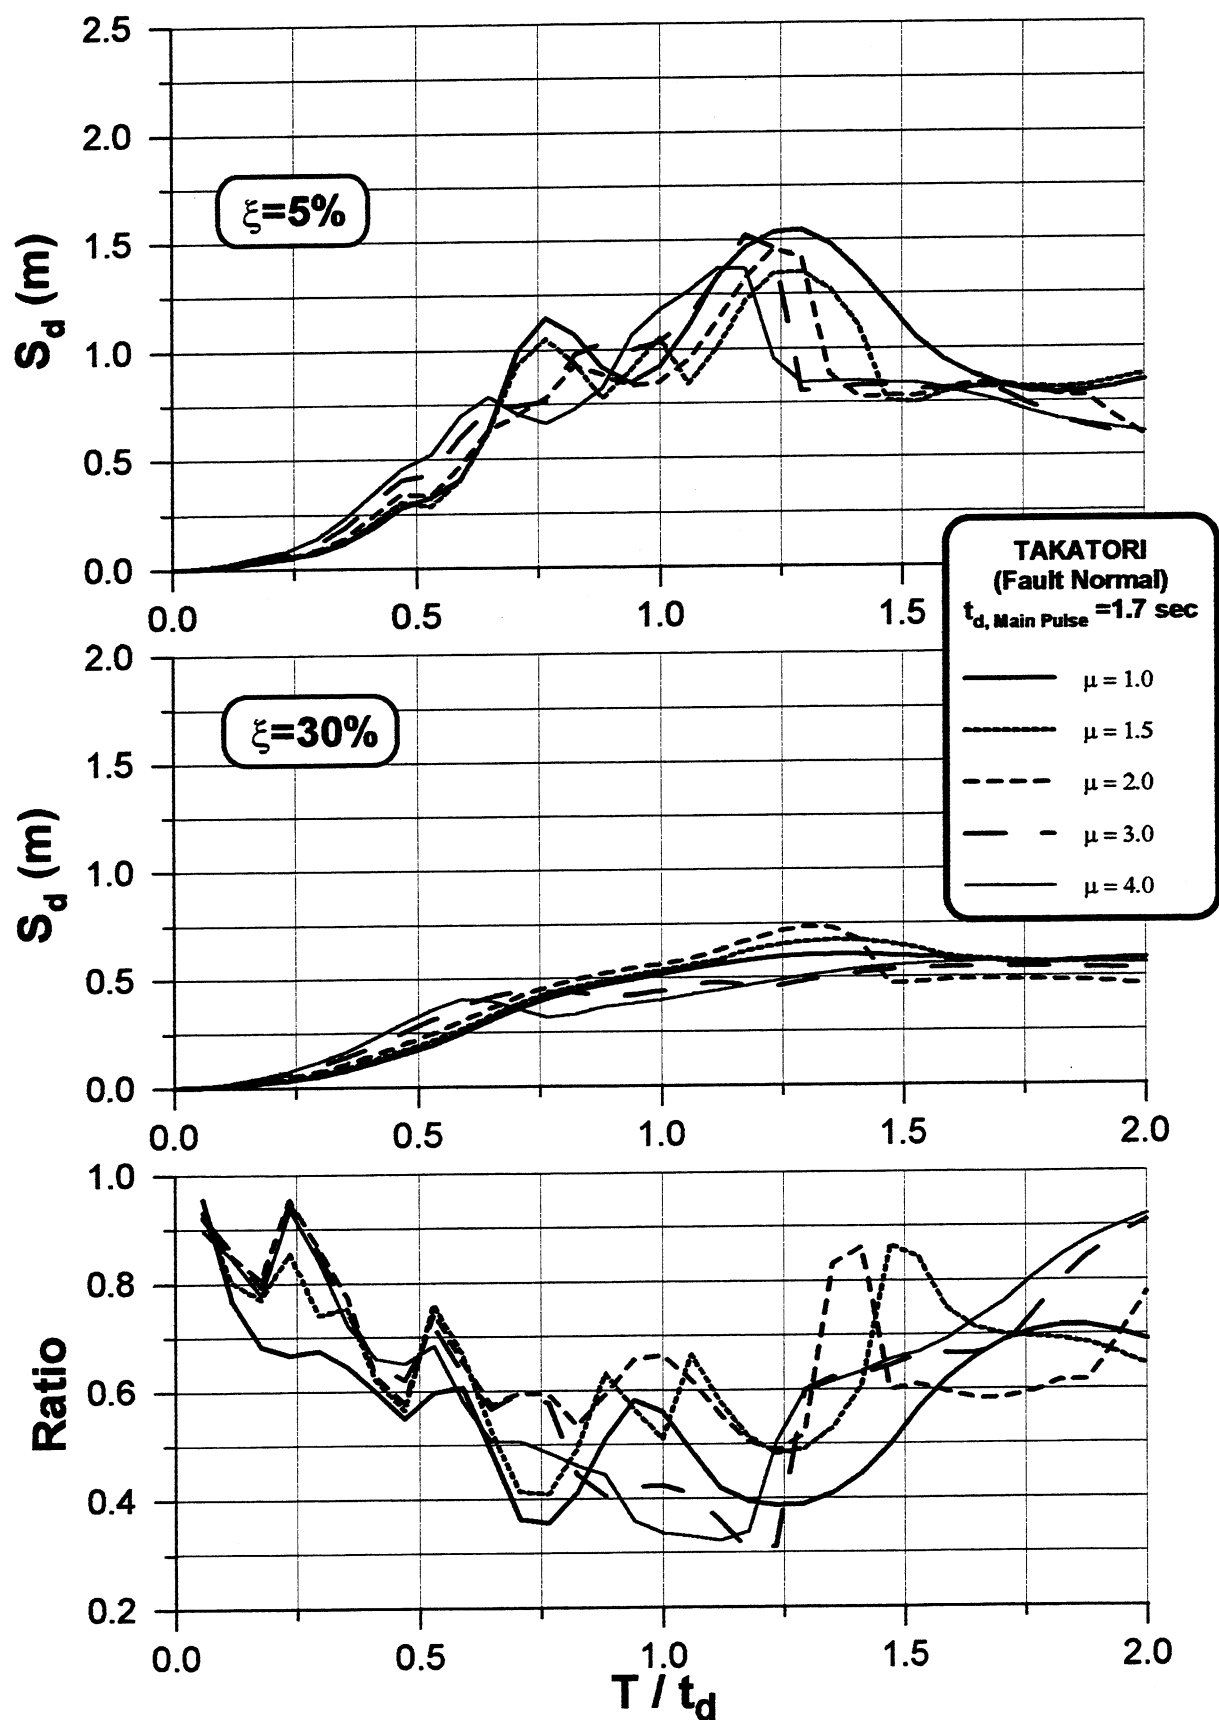 2.5
2.0
1.5
1.0
0.5
0.0
S_d (m)
ξ=5%
0.0 0.5 1.0 1.5
TAKATORI
(Fault Normal)
t_d, Main Pulse =1.7 sec
μ = 1.0
μ = 1.5
μ = 2.0
μ = 3.0
μ = 4.0
2.0
1.5
1.0
0.5
0.0
S_d (m)
ξ=30%
0.0 0.5 1.0 1.5 2.0
1.0
0.8
0.6
0.4
0.2
Ratio
0.0 0.5 1.0 1.5 2.0
T / t_d